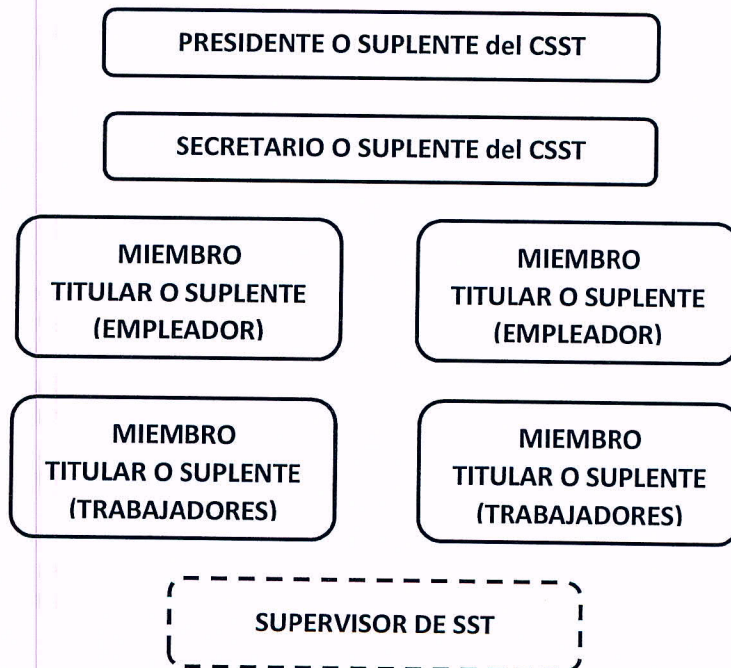 PRESIDENTE O SUPLENTE del CSST
SECRETÁRIO O SUPLENTE del CSST
MIEMBRO
TITULAR O SUPLENTE
(EMPLEADOR)
MIEMBRO
TITULAR O SUPLENTE
(EMPLEADOR)
MIEMBRO
TITULAR O SUPLENTE
(TRABAJADORES)
MIEMBRO
TITULAR O SUPLENTE
(TRABAJADORES)
SUPERVISOR DE SST